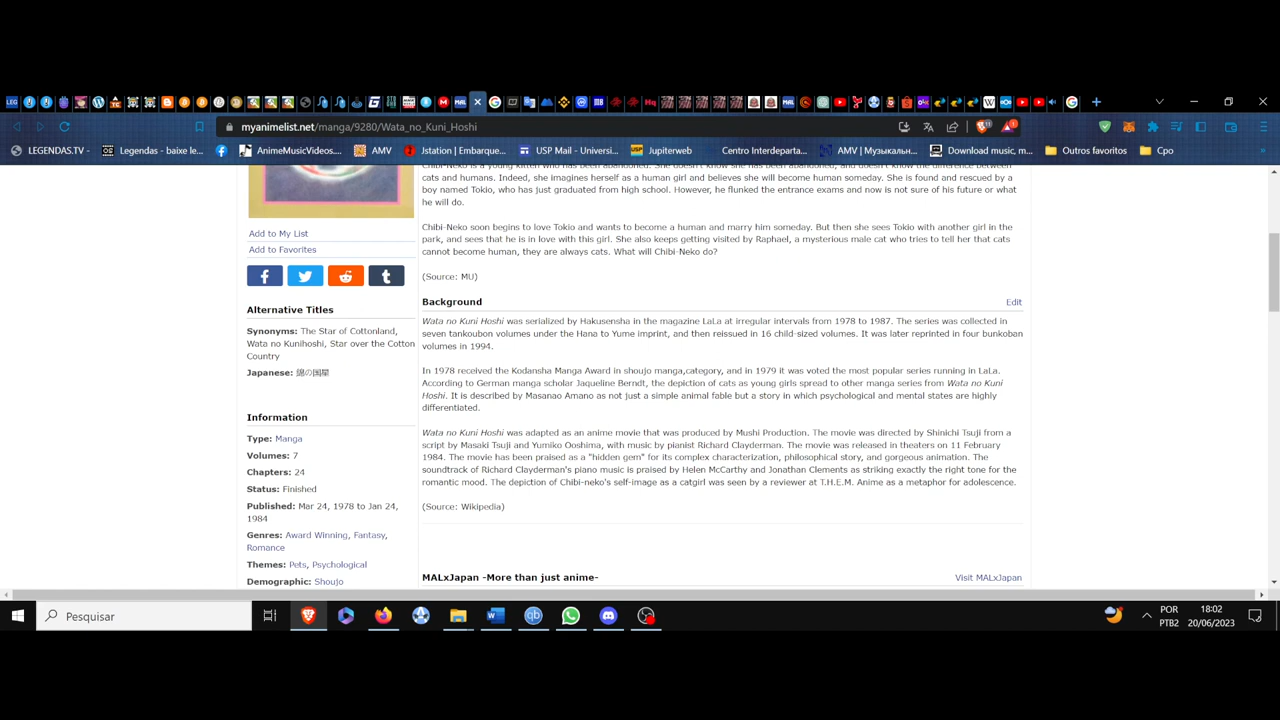 myanimelist.net/manga/9280/Wata_no_Kuni_Hoshi
LEGENDAS.TV -
Legendas - baixe le...
AnimeMusicVideos....
AMV
Jstation | Embarque...
USP Mail - Universi...
Jupiterweb
Centro Interdeparta...
AMV | Музыкальн...
Download music, m...
Outros favoritos
Cpo
Chibi-Neko is a young kitten who has been abandoned. She doesn't know she has been abandoned, and doesn't know the difference between
cats and humans. Indeed, she imagines herself as a human girl and believes she will become human someday. She is found and rescued by a
boy named Tokio, who has just graduated from high school. However, he flunked the entrance exams and now is not sure of his future or what
he will do.
Chibi-Neko soon begins to love Tokio and wants to become a human and marry him someday. But then she sees Tokio with another girl in the
park, and sees that he is in love with this girl. She also keeps getting visited by Raphael, a mysterious male cat who tries to tell her that cats
cannot become human, they are always cats. What will Chibi-Neko do?
(Source: MU)
Background
Edit
Wata no Kuni Hoshi was serialized by Hakusensha in the magazine LaLa at irregular intervals from 1978 to 1987. The series was collected in
seven tankoubon volumes under the Hana to Yume imprint, and then reissued in 16 child-sized volumes. It was later reprinted in four bunkoban
volumes in 1994.
In 1978 received the Kodansha Manga Award in shoujo manga,category, and in 1979 it was voted the most popular series running in LaLa.
According to German manga scholar Jaqueline Berndt, the depiction of cats as young girls spread to other manga series from Wata no Kuni
Hoshi. It is described by Masanao Amano as not just a simple animal fable but a story in which psychological and mental states are highly
differentiated.
Wata no Kuni Hoshi was adapted as an anime movie that was produced by Mushi Production. The movie was directed by Shinichi Tsuji from a
script by Masaki Tsuji and Yumiko Ooshima, with music by pianist Richard Clayderman. The movie was released in theaters on 11 February
1984. The movie has been praised as a "hidden gem" for its complex characterization, philosophical story, and gorgeous animation. The
soundtrack of Richard Clayderman's piano music is praised by Helen McCarthy and Jonathan Clements as striking exactly the right tone for the
romantic mood. The depiction of Chibi-neko's self-image as a catgirl was seen by a reviewer at T.H.E.M. Anime as a metaphor for adolescence.
(Source: Wikipedia)
MALxJapan -More than just anime-
Visit MALxJapan
Add to My List
Add to Favorites
Alternative Titles
Synonyms: The Star of Cottonland,
Wata no Kunihoshi, Star over the Cotton
Country
Japanese: 綿の国星
Information
Type: Manga
Volumes: 7
Chapters: 24
Status: Finished
Published: Mar 24, 1978 to Jan 24,
1984
Genres: Award Winning, Fantasy,
Romance
Themes: Pets, Psychological
Demographic: Shoujo
Pesquisar
POR
PTB2
18:02
20/06/2023